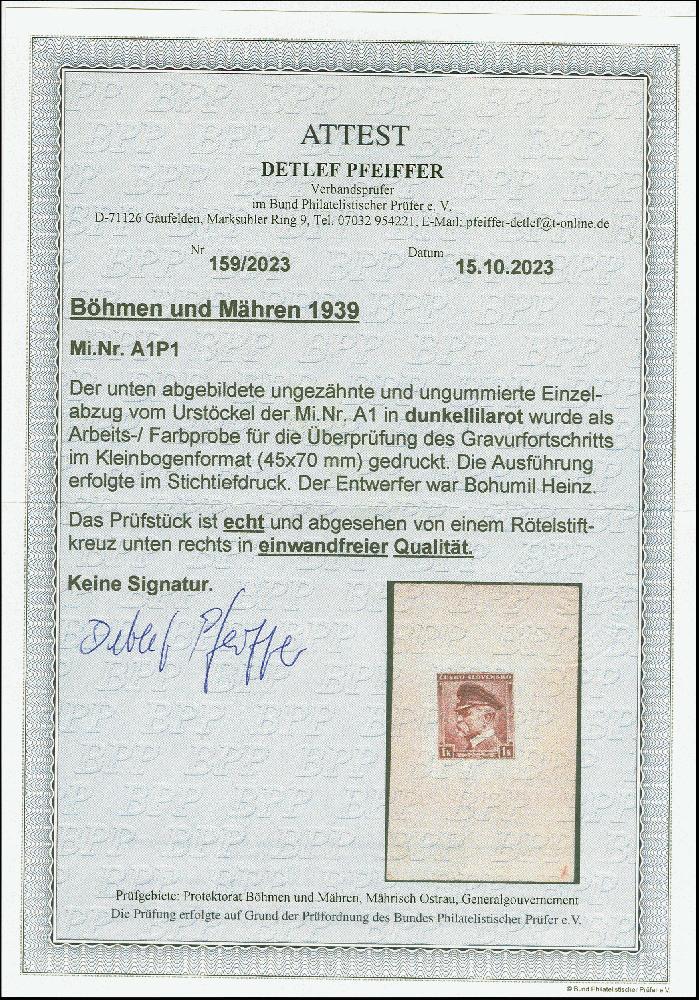 ATTEST
DETLEF PFEIFFER
Verbandsprüfer
im Bund Philatelistischer Prüfer e. V.
D-71126 Gäufelden, Marksuhler Ring 9, Tel. 07032 954221, E-Mail: pfeiffer-detlef@t-online.de
Nr 159/2023 Datum 15.10.2023
Böhmen und Mähren 1939
Mi.Nr. A1P1
Der unten abgebildete ungezähnte und ungummierte Einzel-
abzug vom Urstöckel der Mi.Nr. A1 in dunkellilarot wurde als
Arbeits-/ Farbprobe für die Überprüfung des Gravurfortschritts
im Kleinbogenformat (45x70 mm) gedruckt. Die Ausführung
erfolgte im Stichtiefdruck. Der Entwerfer war Bohumil Heinz.
Das Prüfstück ist echt und abgesehen von einem Rötelstift-
kreuz unten rechts in einwandfreier Qualität.
Keine Signatur.
Detlef Pfeiffer
ČESKO-SLOVENSKO
1K 1K
Prüfgebiete: Protektorat Böhmen und Mähren, Mährisch Ostrau, Generalgouvernement
Die Prüfung erfolgte auf Grund der Prüfordnung des Bundes Philatelistischer Prüfer e.V.
© Bund Philatelistischer Prüfer e.V.